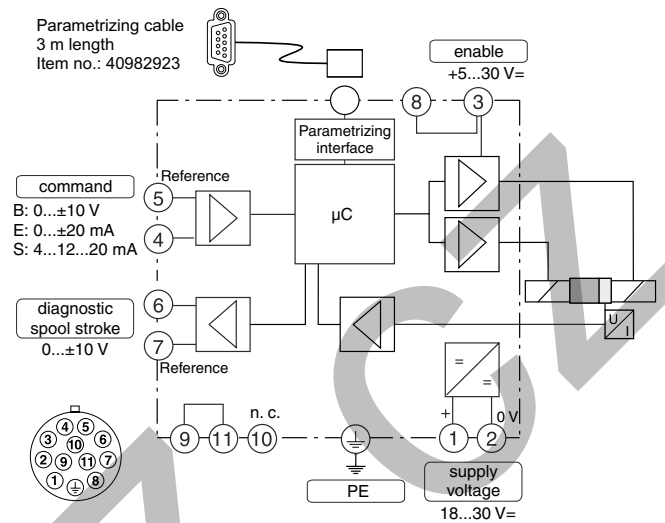 Parametrizing cable
3 m length
Item no.: 40982923
enable
+5...30 V=
8
3
Parametrizing
interface
command
B: 0...±10 V
E: 0...±20 mA
S: 4...12...20 mA
Reference
5
4
µC
diagnostic
spool stroke
0...±10 V
6
7
Reference
U
I
=
=
+
0 V
n. c.
9
11
10
1
2
PE
supply
voltage
18...30 V=
4
5
3
6
10
2
9
11
7
1
8
CZ